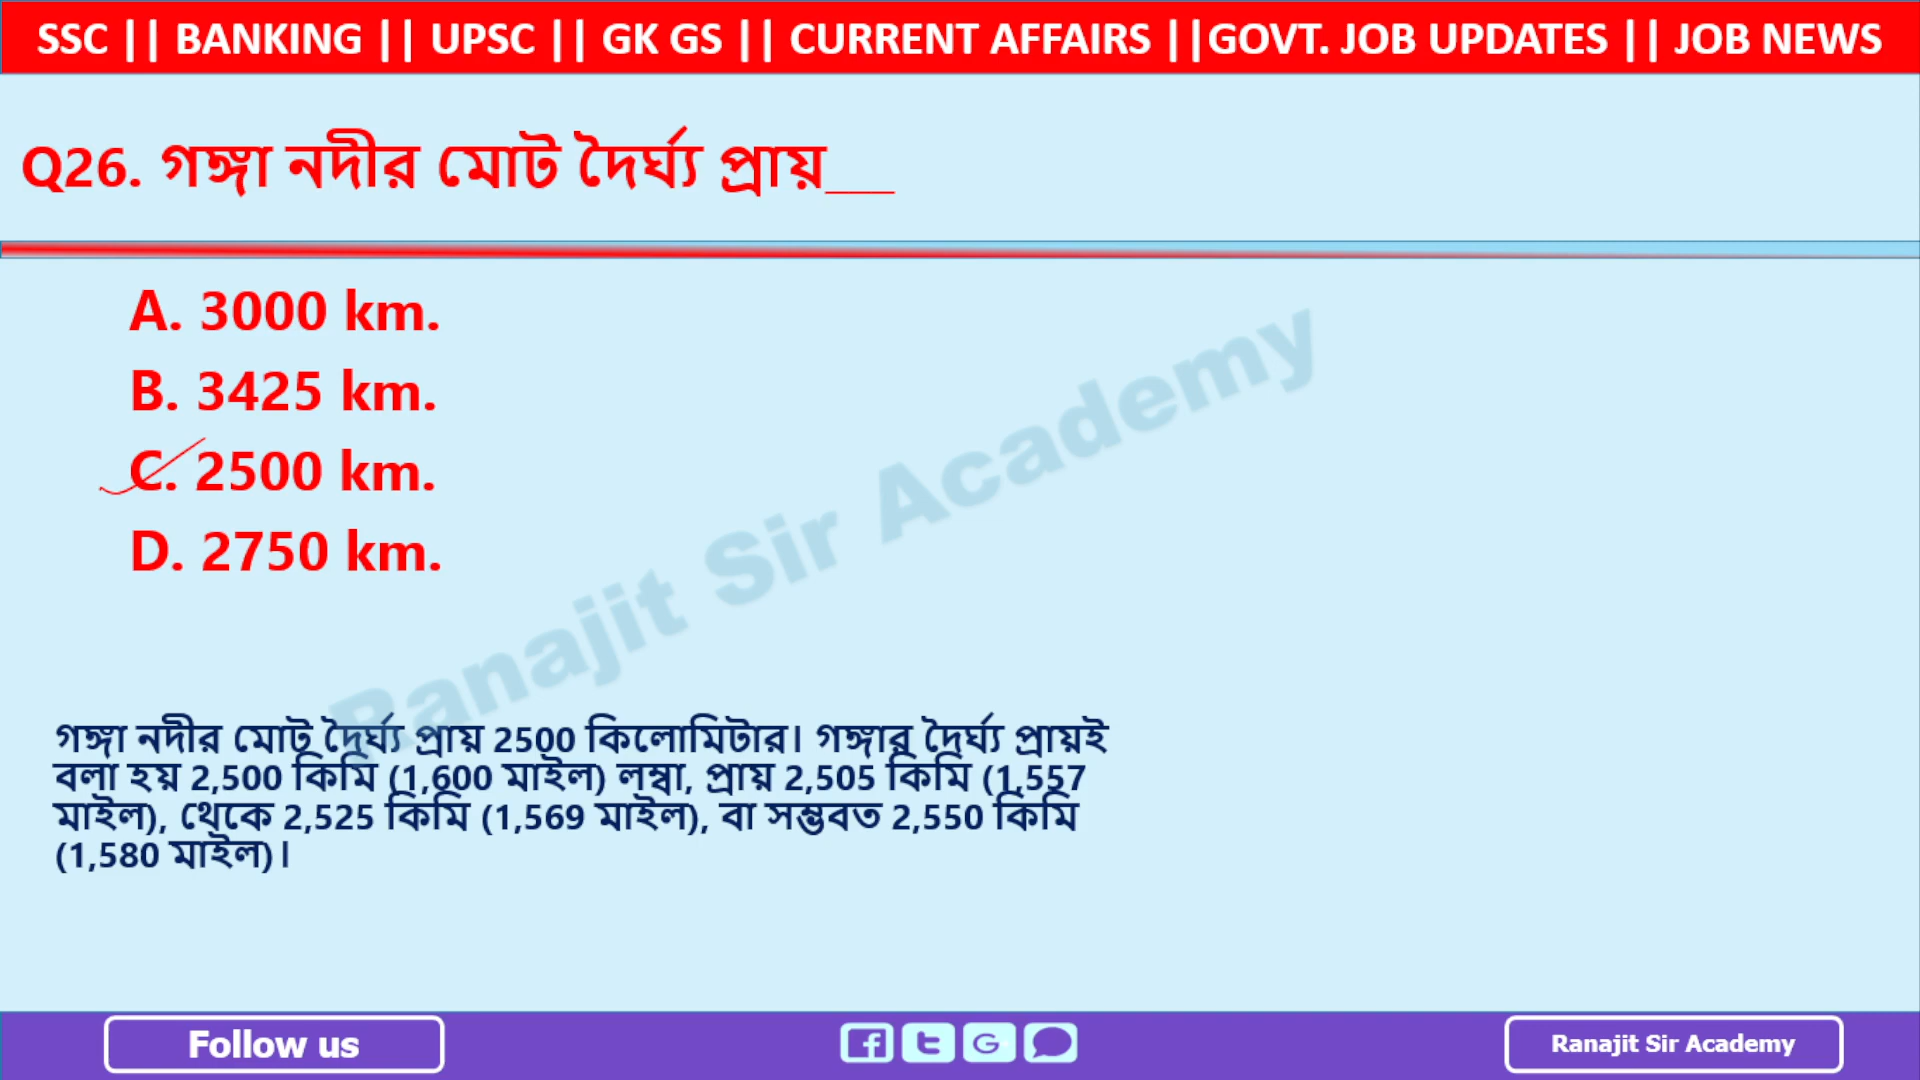 SSC || BANKING || UPSC || GK GS || CURRENT AFFAIRS ||GOVT. JOB UPDATES || JOB NEWS
Q26. গঙ্গা নদীর মোট দৈর্ঘ্য প্রায়___
A. 3000 km.
B. 3425 km.
C. 2500 km.
D. 2750 km.
Ranajit Sir Academy
গঙ্গা নদীর মোট দৈর্ঘ্য প্রায় 2500 কিলোমিটার। গঙ্গার দৈর্ঘ্য প্রায়ই
বলা হয় 2,500 কিমি (1,600 মাইল) লম্বা, প্রায় 2,505 কিমি (1,557
মাইল), থেকে 2,525 কিমি (1,569 মাইল), বা সম্ভবত 2,550 কিমি
(1,580 মাইল)।
Follow us
Ranajit Sir Academy